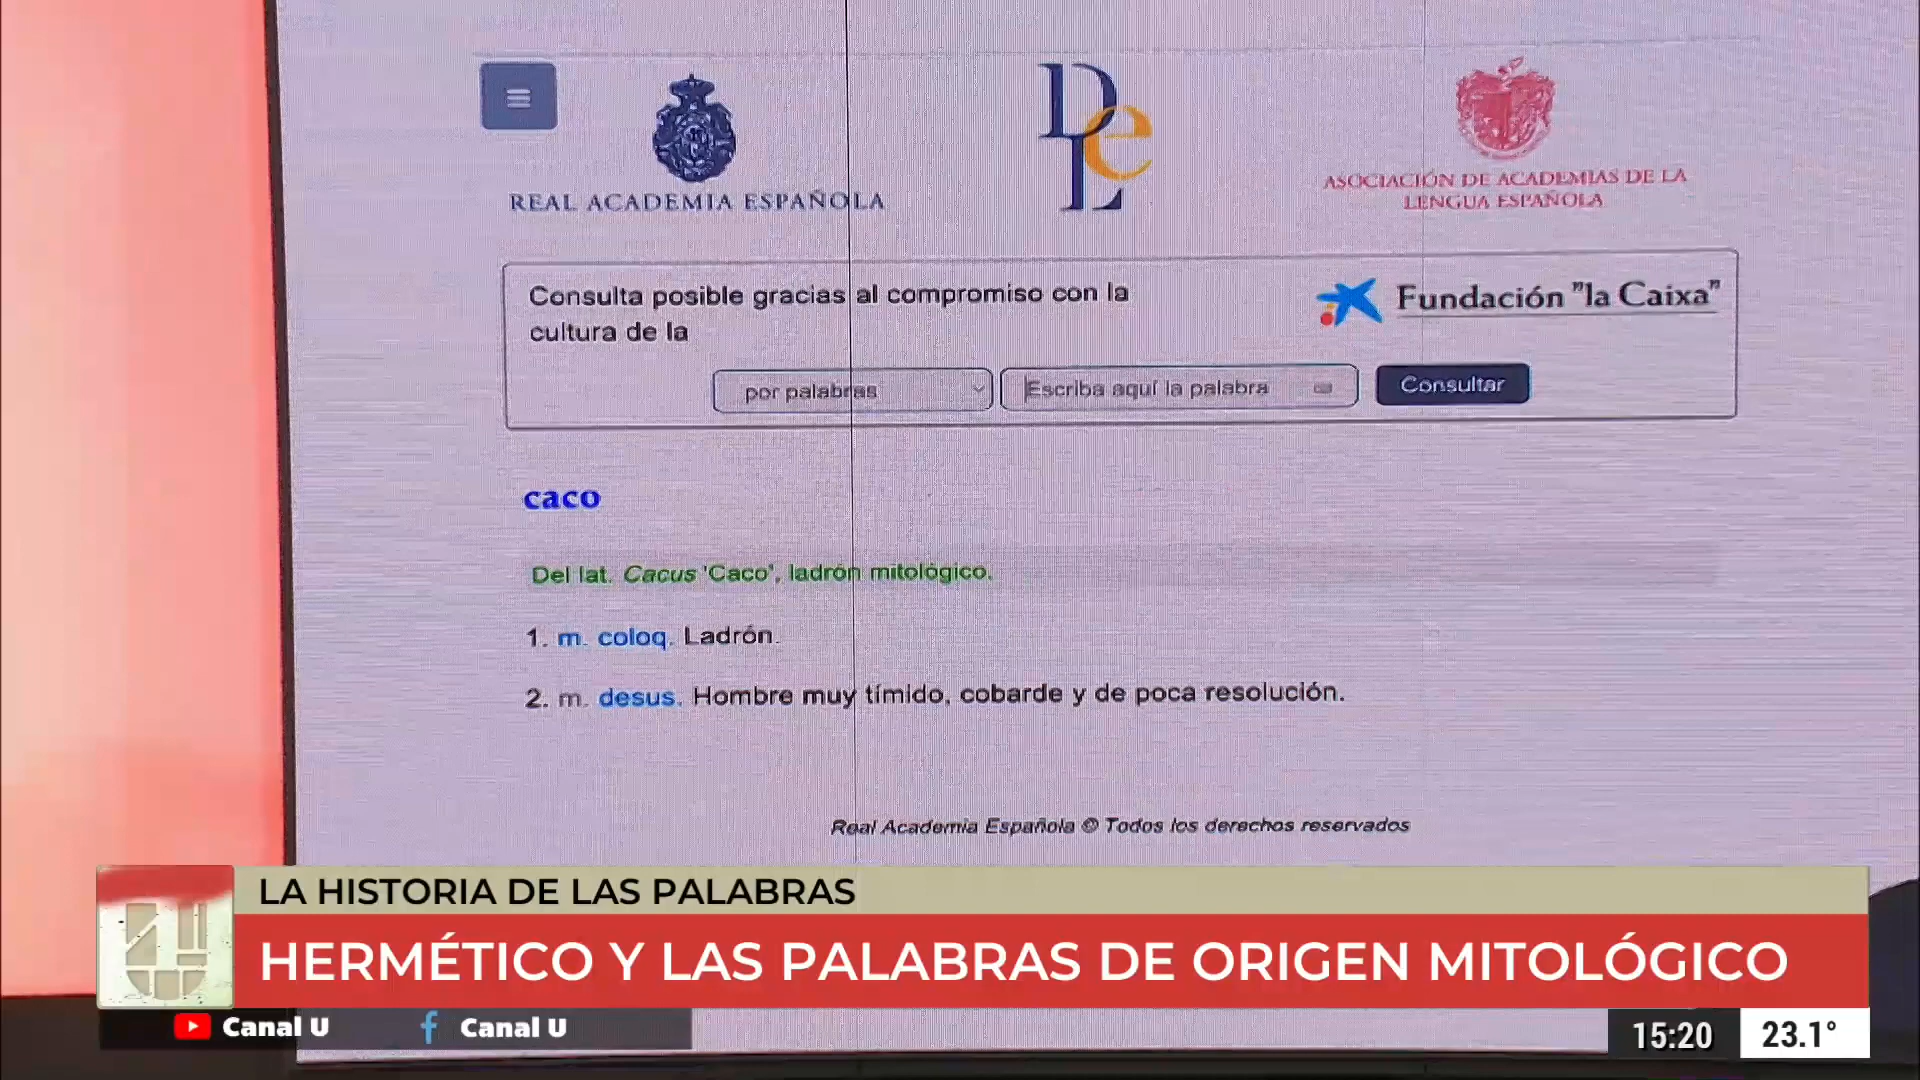 REAL ACADEMIA ESPAÑOLA
DLe
ASOCIACIÓN DE ACADEMIAS DE LA
LENGUA ESPAÑOLA
Consulta posible gracias al compromiso con la
cultura de la
Fundación "la Caixa"
por palabras
Escriba aquí la palabra
Consultar
caco
Del lat. Cacus 'Caco', ladrón mitológico.
1. m. coloq. Ladrón.
2. m. desus. Hombre muy tímido, cobarde y de poca resolución.
Real Academia Española © Todos los derechos reservados
LA HISTORIA DE LAS PALABRAS
HERMÉTICO Y LAS PALABRAS DE ORIGEN MITOLÓGICO
Canal U
Canal U
15:20
23.1°